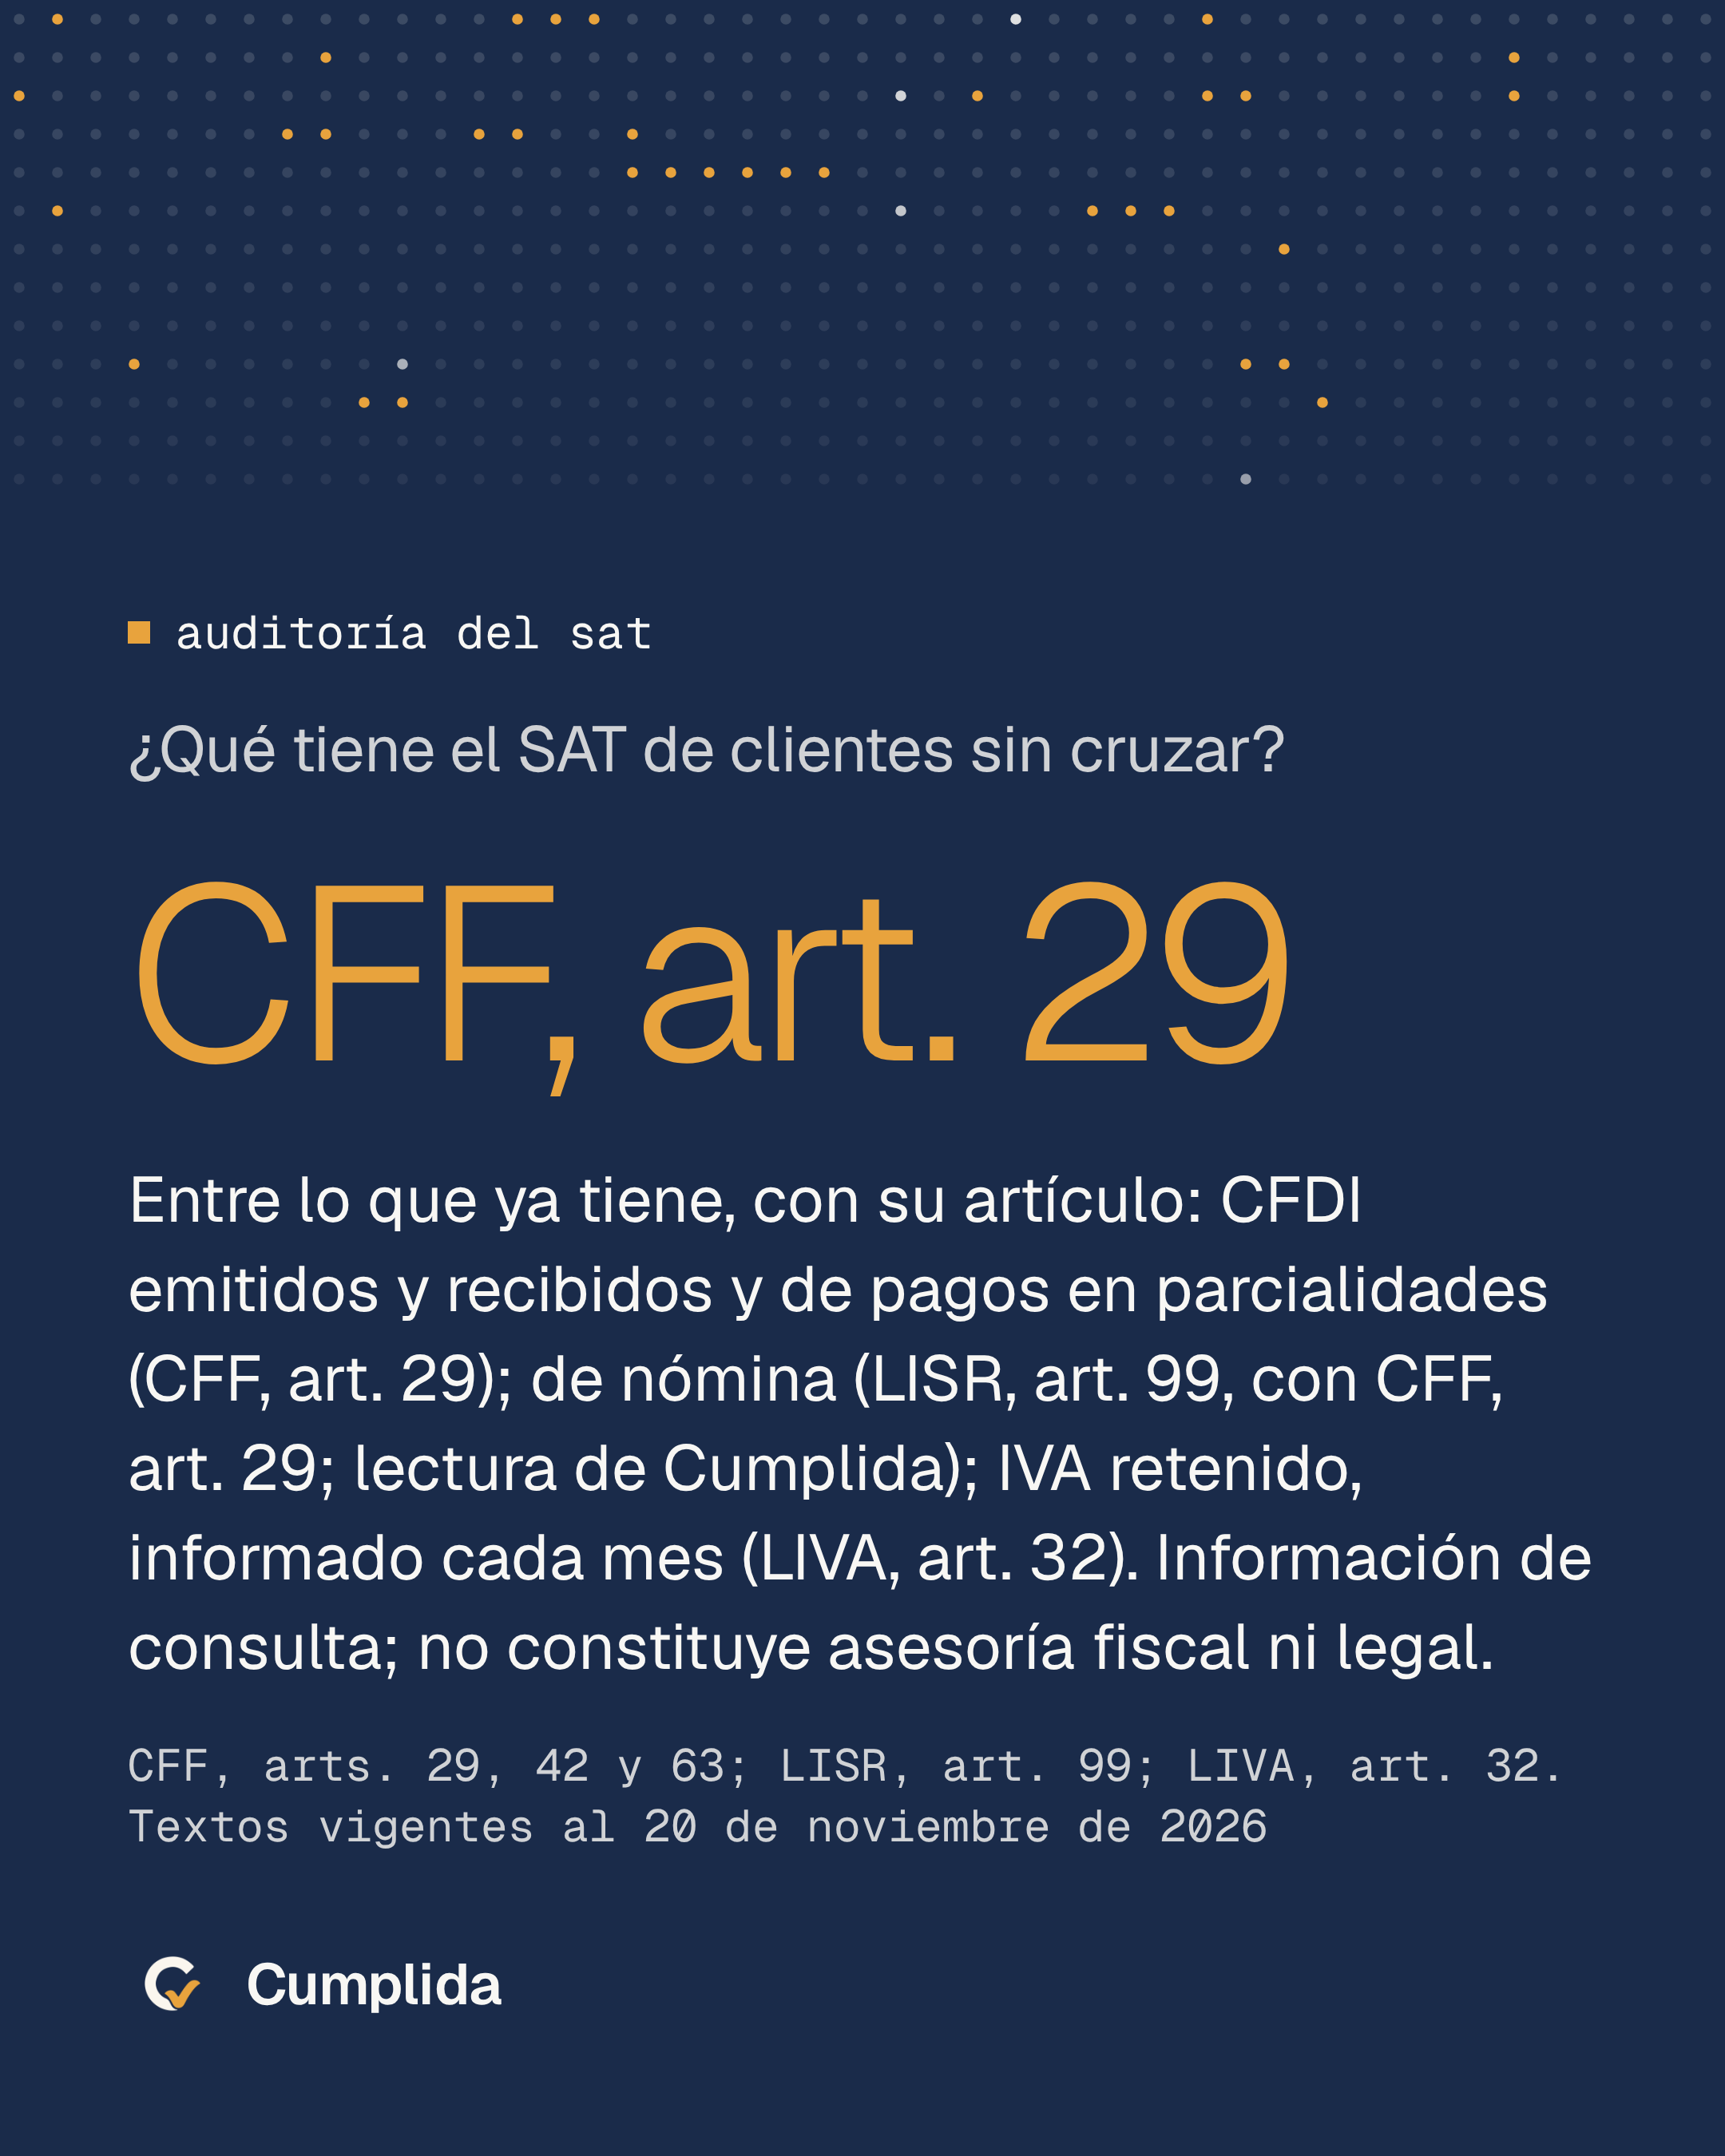 auditoría del sat
¿Qué tiene el SAT de clientes sin cruzar?
CFF, art. 29
Entre lo que ya tiene, con su artículo: CFDI
emitidos y recibidos y de pagos en parcialidades
(CFF, art. 29); de nómina (LISR, art. 99, con CFF,
art. 29; lectura de Cumplida); IVA retenido,
informado cada mes (LIVA, art. 32). Información de
consulta; no constituye asesoría fiscal ni legal.
CFF, arts. 29, 42 y 63; LISR, art. 99; LIVA, art. 32.
Textos vigentes al 20 de noviembre de 2026
Cumplida